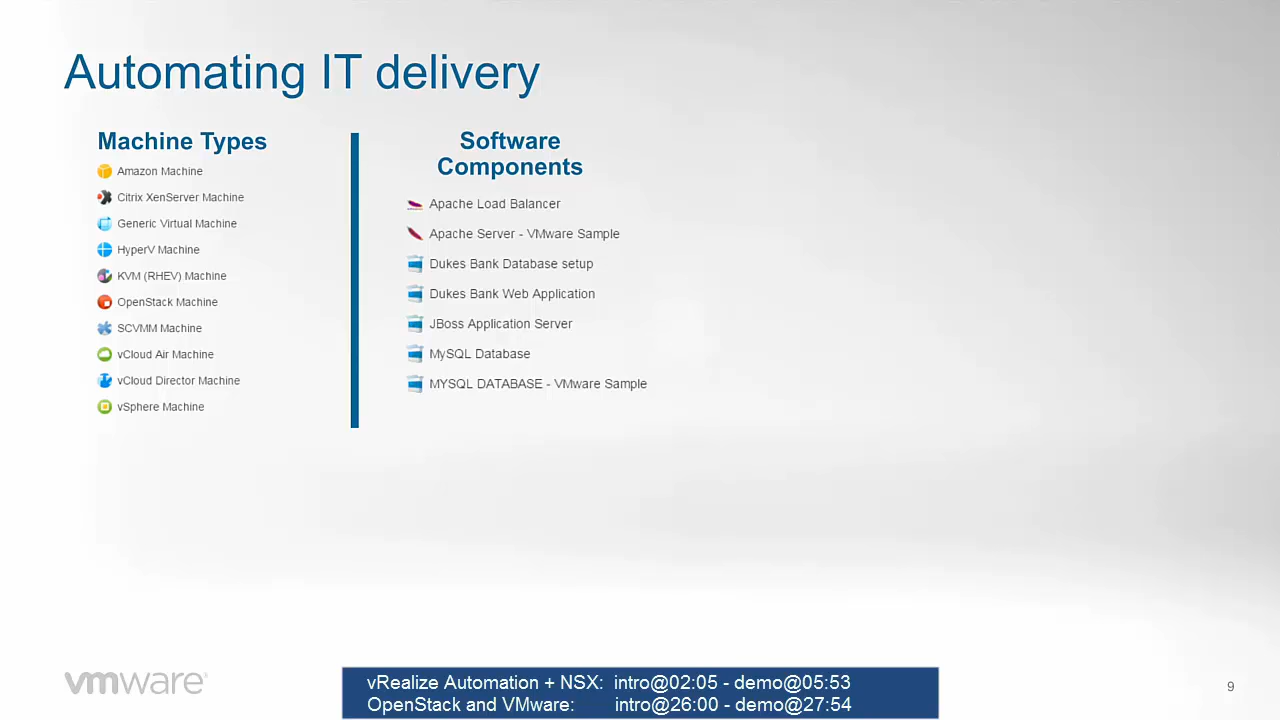 Automating IT delivery
Machine Types
Amazon Machine
Citrix XenServer Machine
Generic Virtual Machine
HyperV Machine
KVM (RHEV) Machine
OpenStack Machine
SCVMM Machine
vCloud Air Machine
vCloud Director Machine
vSphere Machine
Software
Components
Apache Load Balancer
Apache Server - VMware Sample
Dukes Bank Database setup
Dukes Bank Web Application
JBoss Application Server
MySQL Database
MYSQL DATABASE - VMware Sample
vmware®
vRealize Automation + NSX: intro@02:05 - demo@05:53
OpenStack and VMware: intro@26:00 - demo@27:54
9